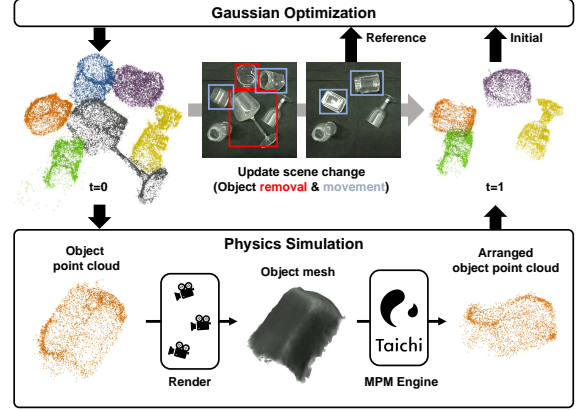 Gaussian Optimization
Reference
Initial
t=0
Update scene change
(Object removal & movement)
t=1
Physics Simulation
Object
point cloud
Object mesh
Arranged
object point cloud
Taichi
Render
MPM Engine